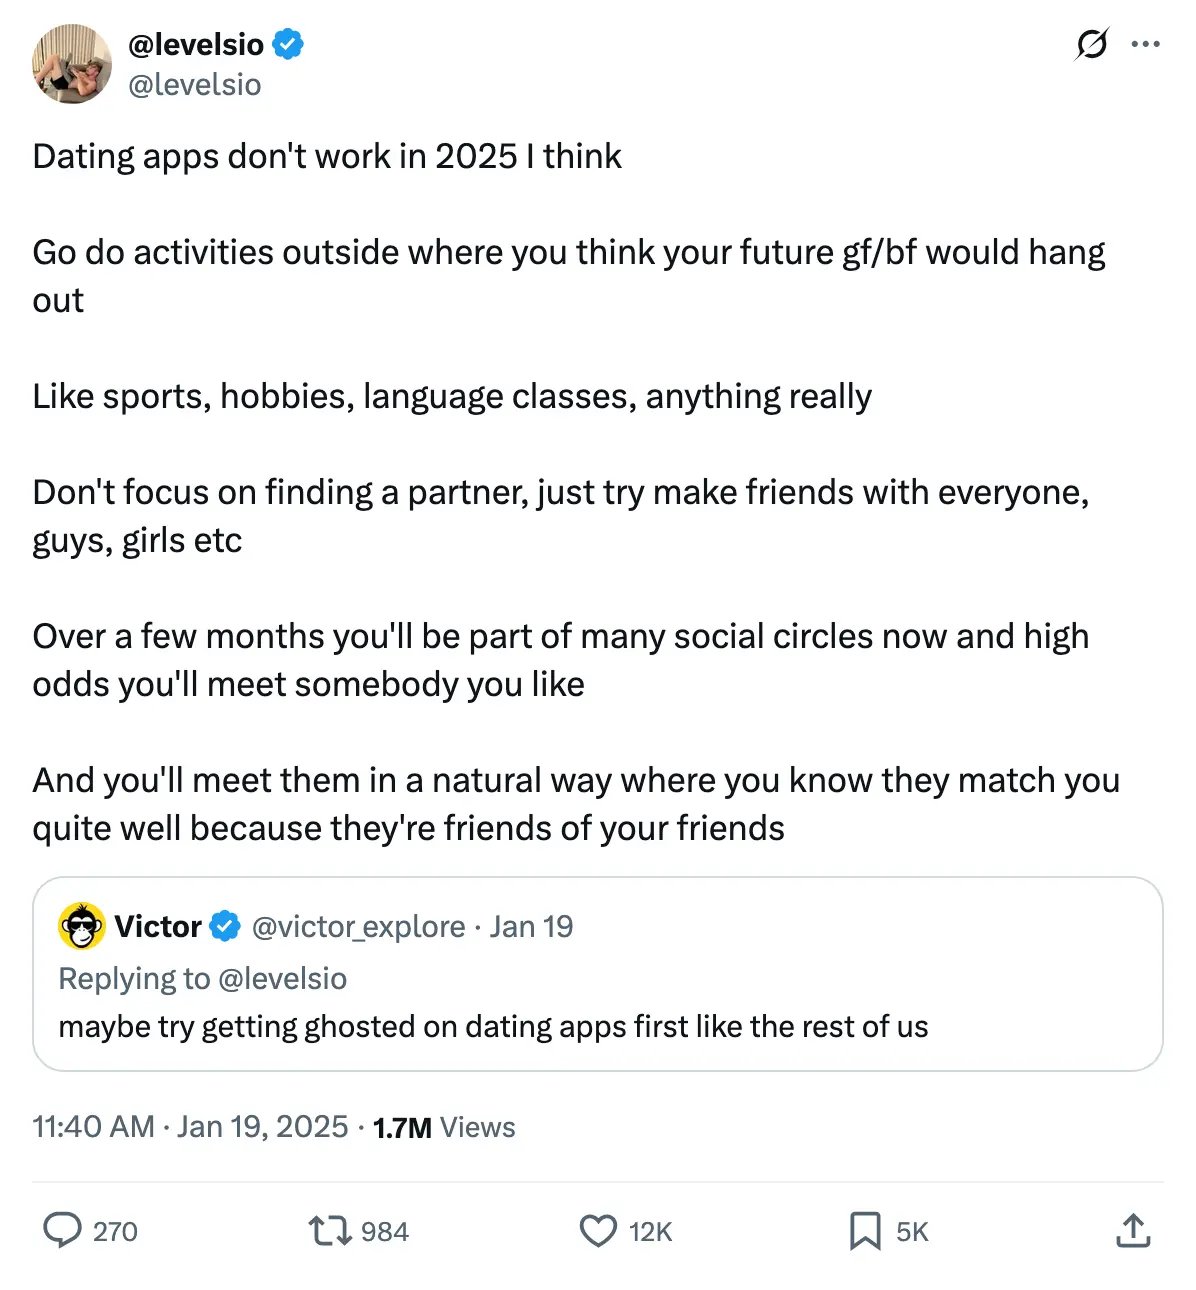 @levelsio
@levelsio
Dating apps don't work in 2025 I think
Go do activities outside where you think your future gf/bf would hang
out
Like sports, hobbies, language classes, anything really
Don't focus on finding a partner, just try make friends with everyone,
guys, girls etc
Over a few months you'll be part of many social circles now and high
odds you'll meet somebody you like
And you'll meet them in a natural way where you know they match you
quite well because they're friends of your friends
Victor @victor_explore · Jan 19
Replying to @levelsio
maybe try getting ghosted on dating apps first like the rest of us
11:40 AM · Jan 19, 2025 · 1.7M Views
270 984 12K 5K